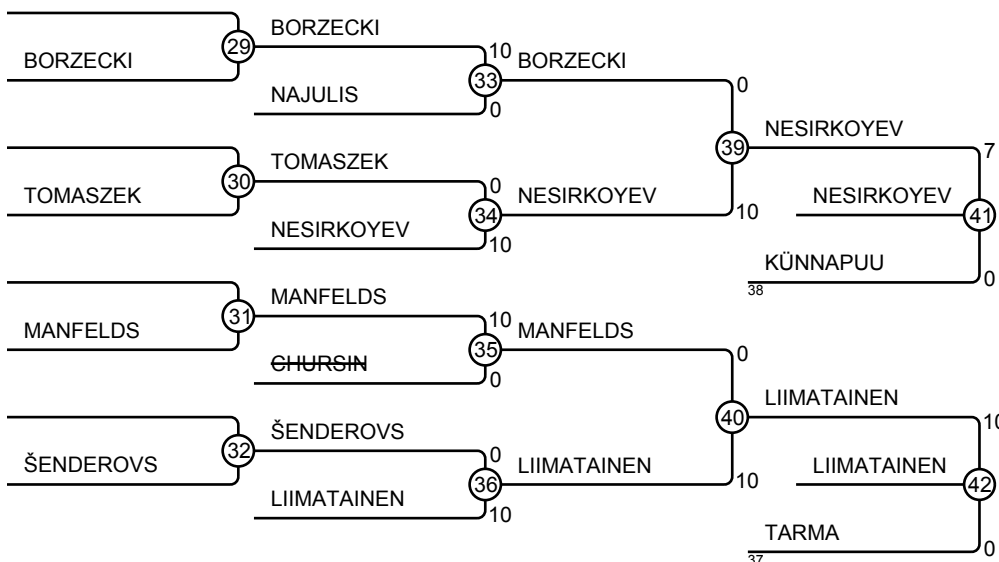 BORZECKI
29
BORZECKI
10
BORZECKI
33
NAJULIS
0
0
NESIRKOYEV
39
7
TOMASZEK
30
TOMASZEK
0
NESIRKOYEV
34
10
NESIRKOYEV
41
NESIRKOYEV
10
KÜNNAPUU
38
0
MANFELDS
31
MANFELDS
10
MANFELDS
35
CHURSIN
0
0
LIIMATAINEN
40
10
ŠENDEROVS
32
ŠENDEROVS
0
LIIMATAINEN
36
10
LIIMATAINEN
42
LIIMATAINEN
10
TARMA
37
0